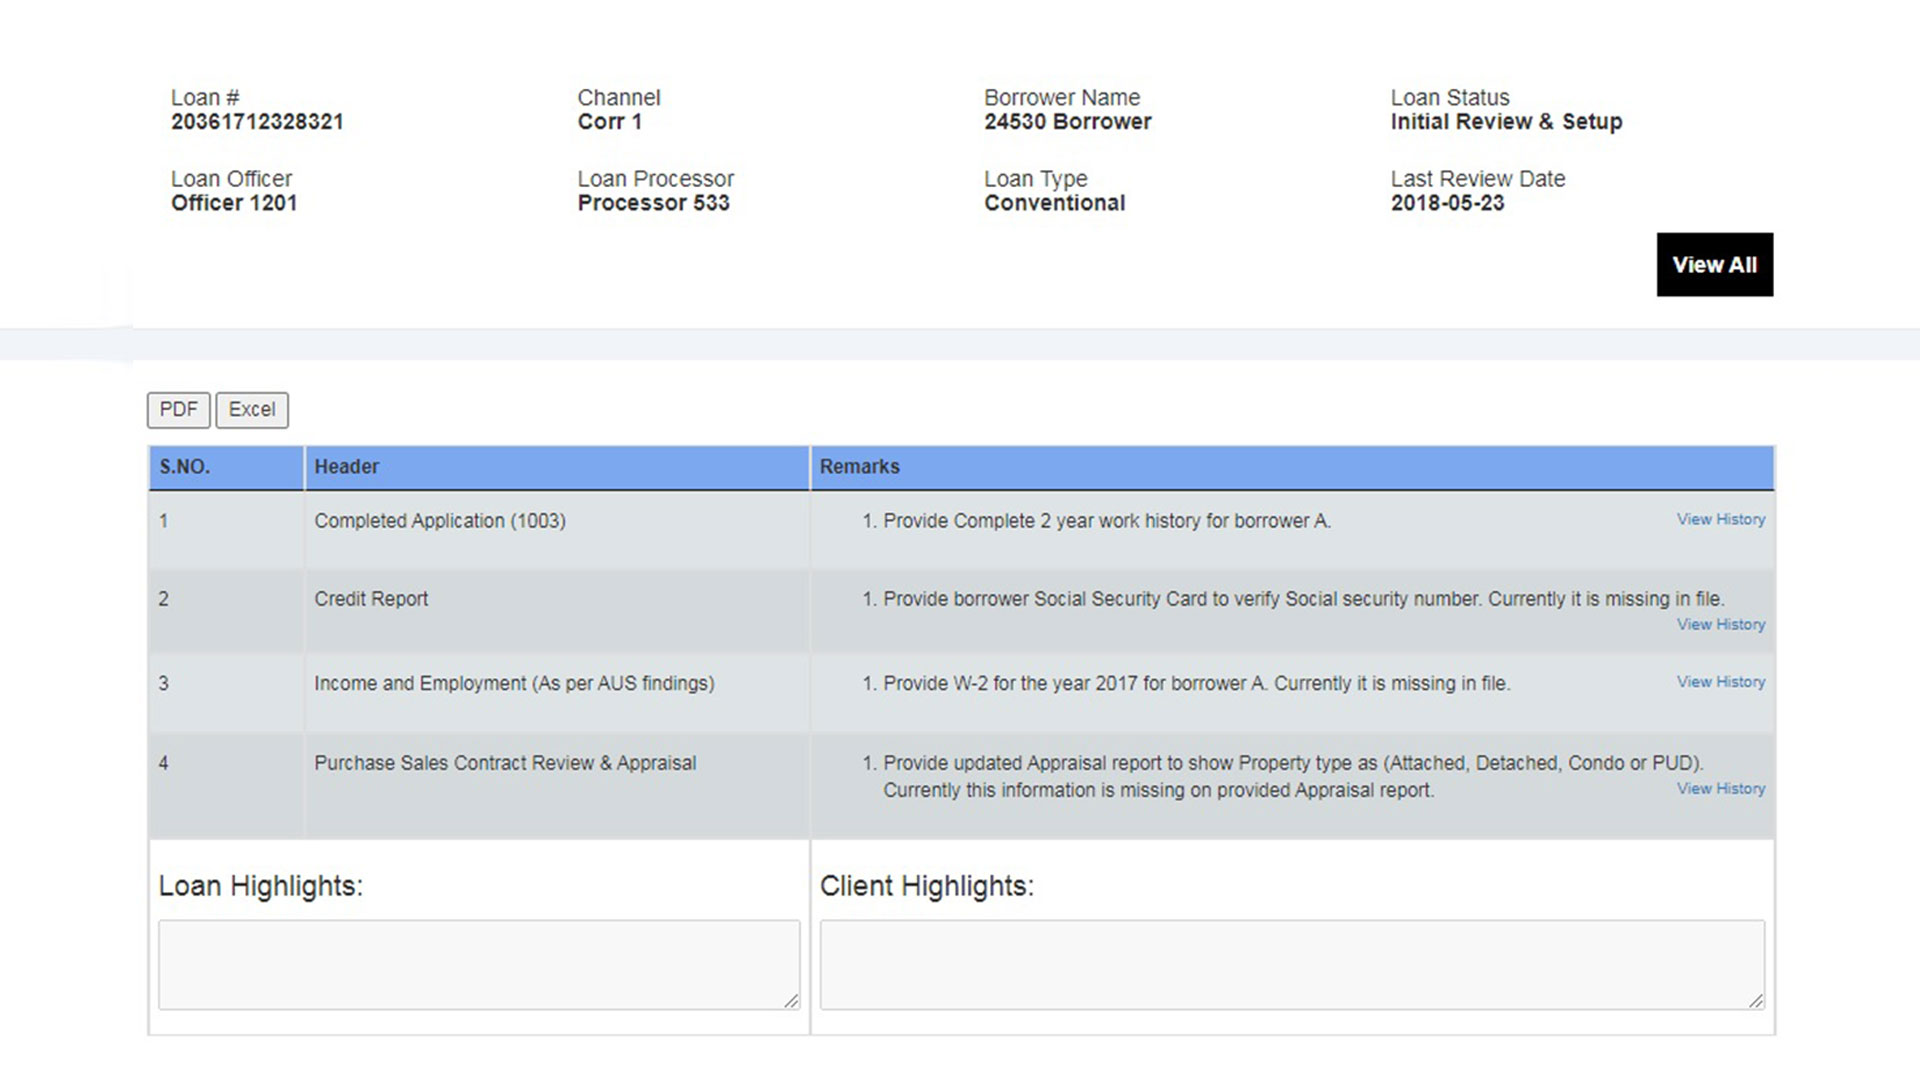 Loan # Channel Borrower Name Loan Status
20361712328321 Corr 1 24530 Borrower Initial Review & Setup
Loan Officer Loan Processor Loan Type Last Review Date
Officer 1201 Processor 533 Conventional 2018-05-23
View All
PDF Excel
S.NO. Header Remarks
1 Completed Application (1003) 1. Provide Complete 2 year work history for borrower A. View History
2 Credit Report 1. Provide borrower Social Security Card to verify Social security number. Currently it is missing in file.
View History
3 Income and Employment (As per AUS findings) 1. Provide W-2 for the year 2017 for borrower A. Currently it is missing in file. View History
4 Purchase Sales Contract Review & Appraisal 1. Provide updated Appraisal report to show Property type as (Attached, Detached, Condo or PUD).
Currently this information is missing on provided Appraisal report. View History
Loan Highlights: Client Highlights: